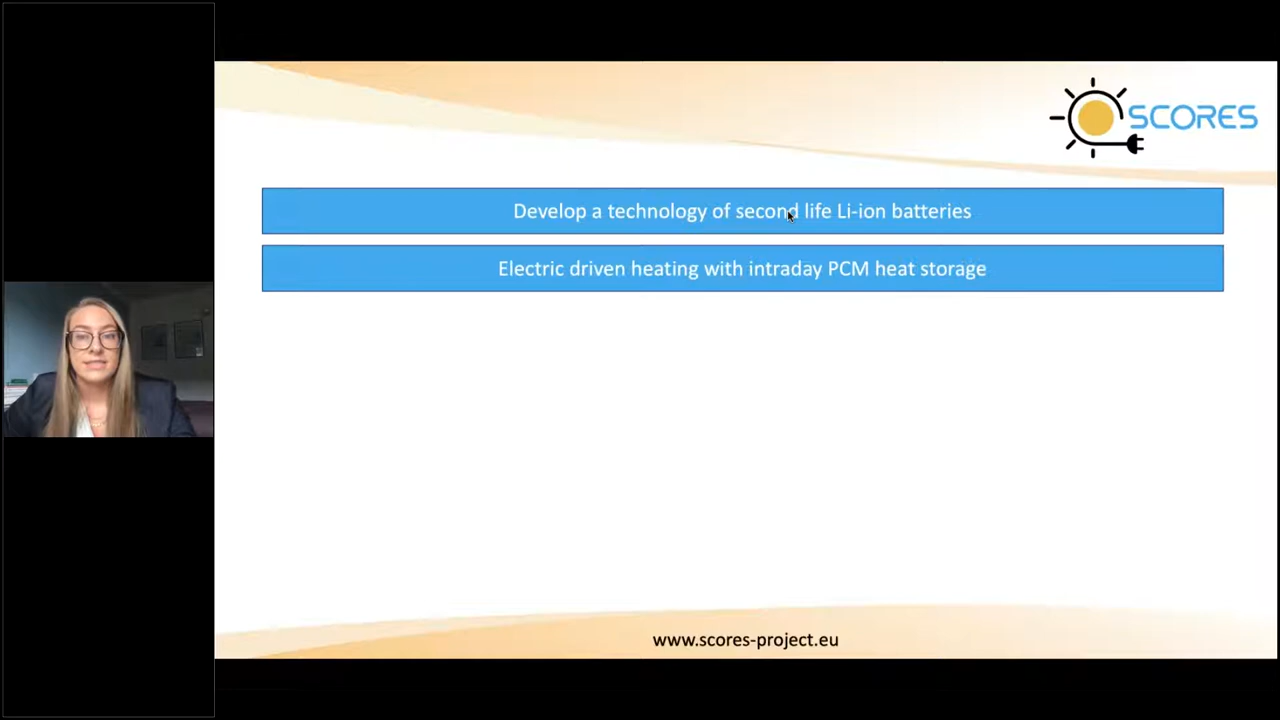 SCORES
Develop a technology of second life Li-ion batteries
Electric driven heating with intraday PCM heat storage
www.scores-project.eu